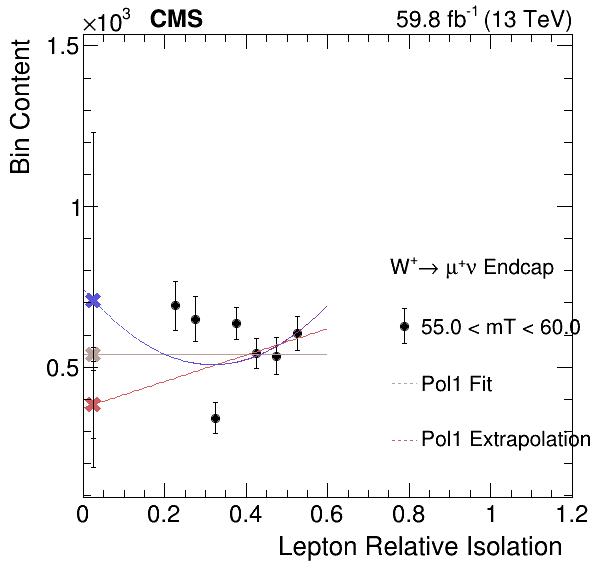 ×10³ CMS 59.8 fb⁻¹ (13 TeV)
Bin Content
1.5
1
0.5
W⁺→ μ⁺ν Endcap
55.0 < mT < 60.0
Pol1 Fit
Pol1 Extrapolation
0 0.2 0.4 0.6 0.8 1 1.2
Lepton Relative Isolation